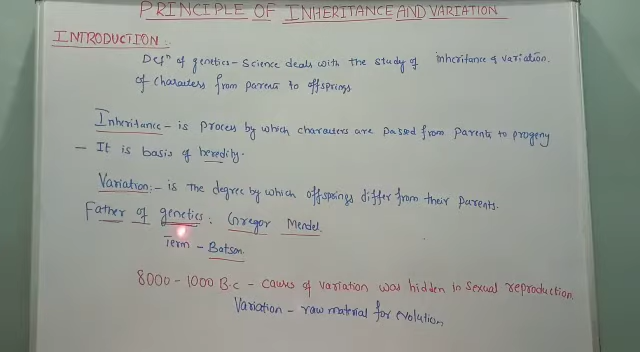 PRINCIPLE OF INHERITANCE AND VARIATION
INTRODUCTION :-
Defn of genetics - Science deals with the study of inheritance & variation.
of characters from parents to offsprings
Inheritance - is process by which characters are passed from parents to progeny
- It is basis of heredity.
Variation:- is the degree by which offsprings differ from their parents.
Father of genetics : Gregor Mendel
Term - Batson.
8000 - 1000 B.C - causes of variation was hidden in sexual reproduction.
Variation - raw material for evolution.